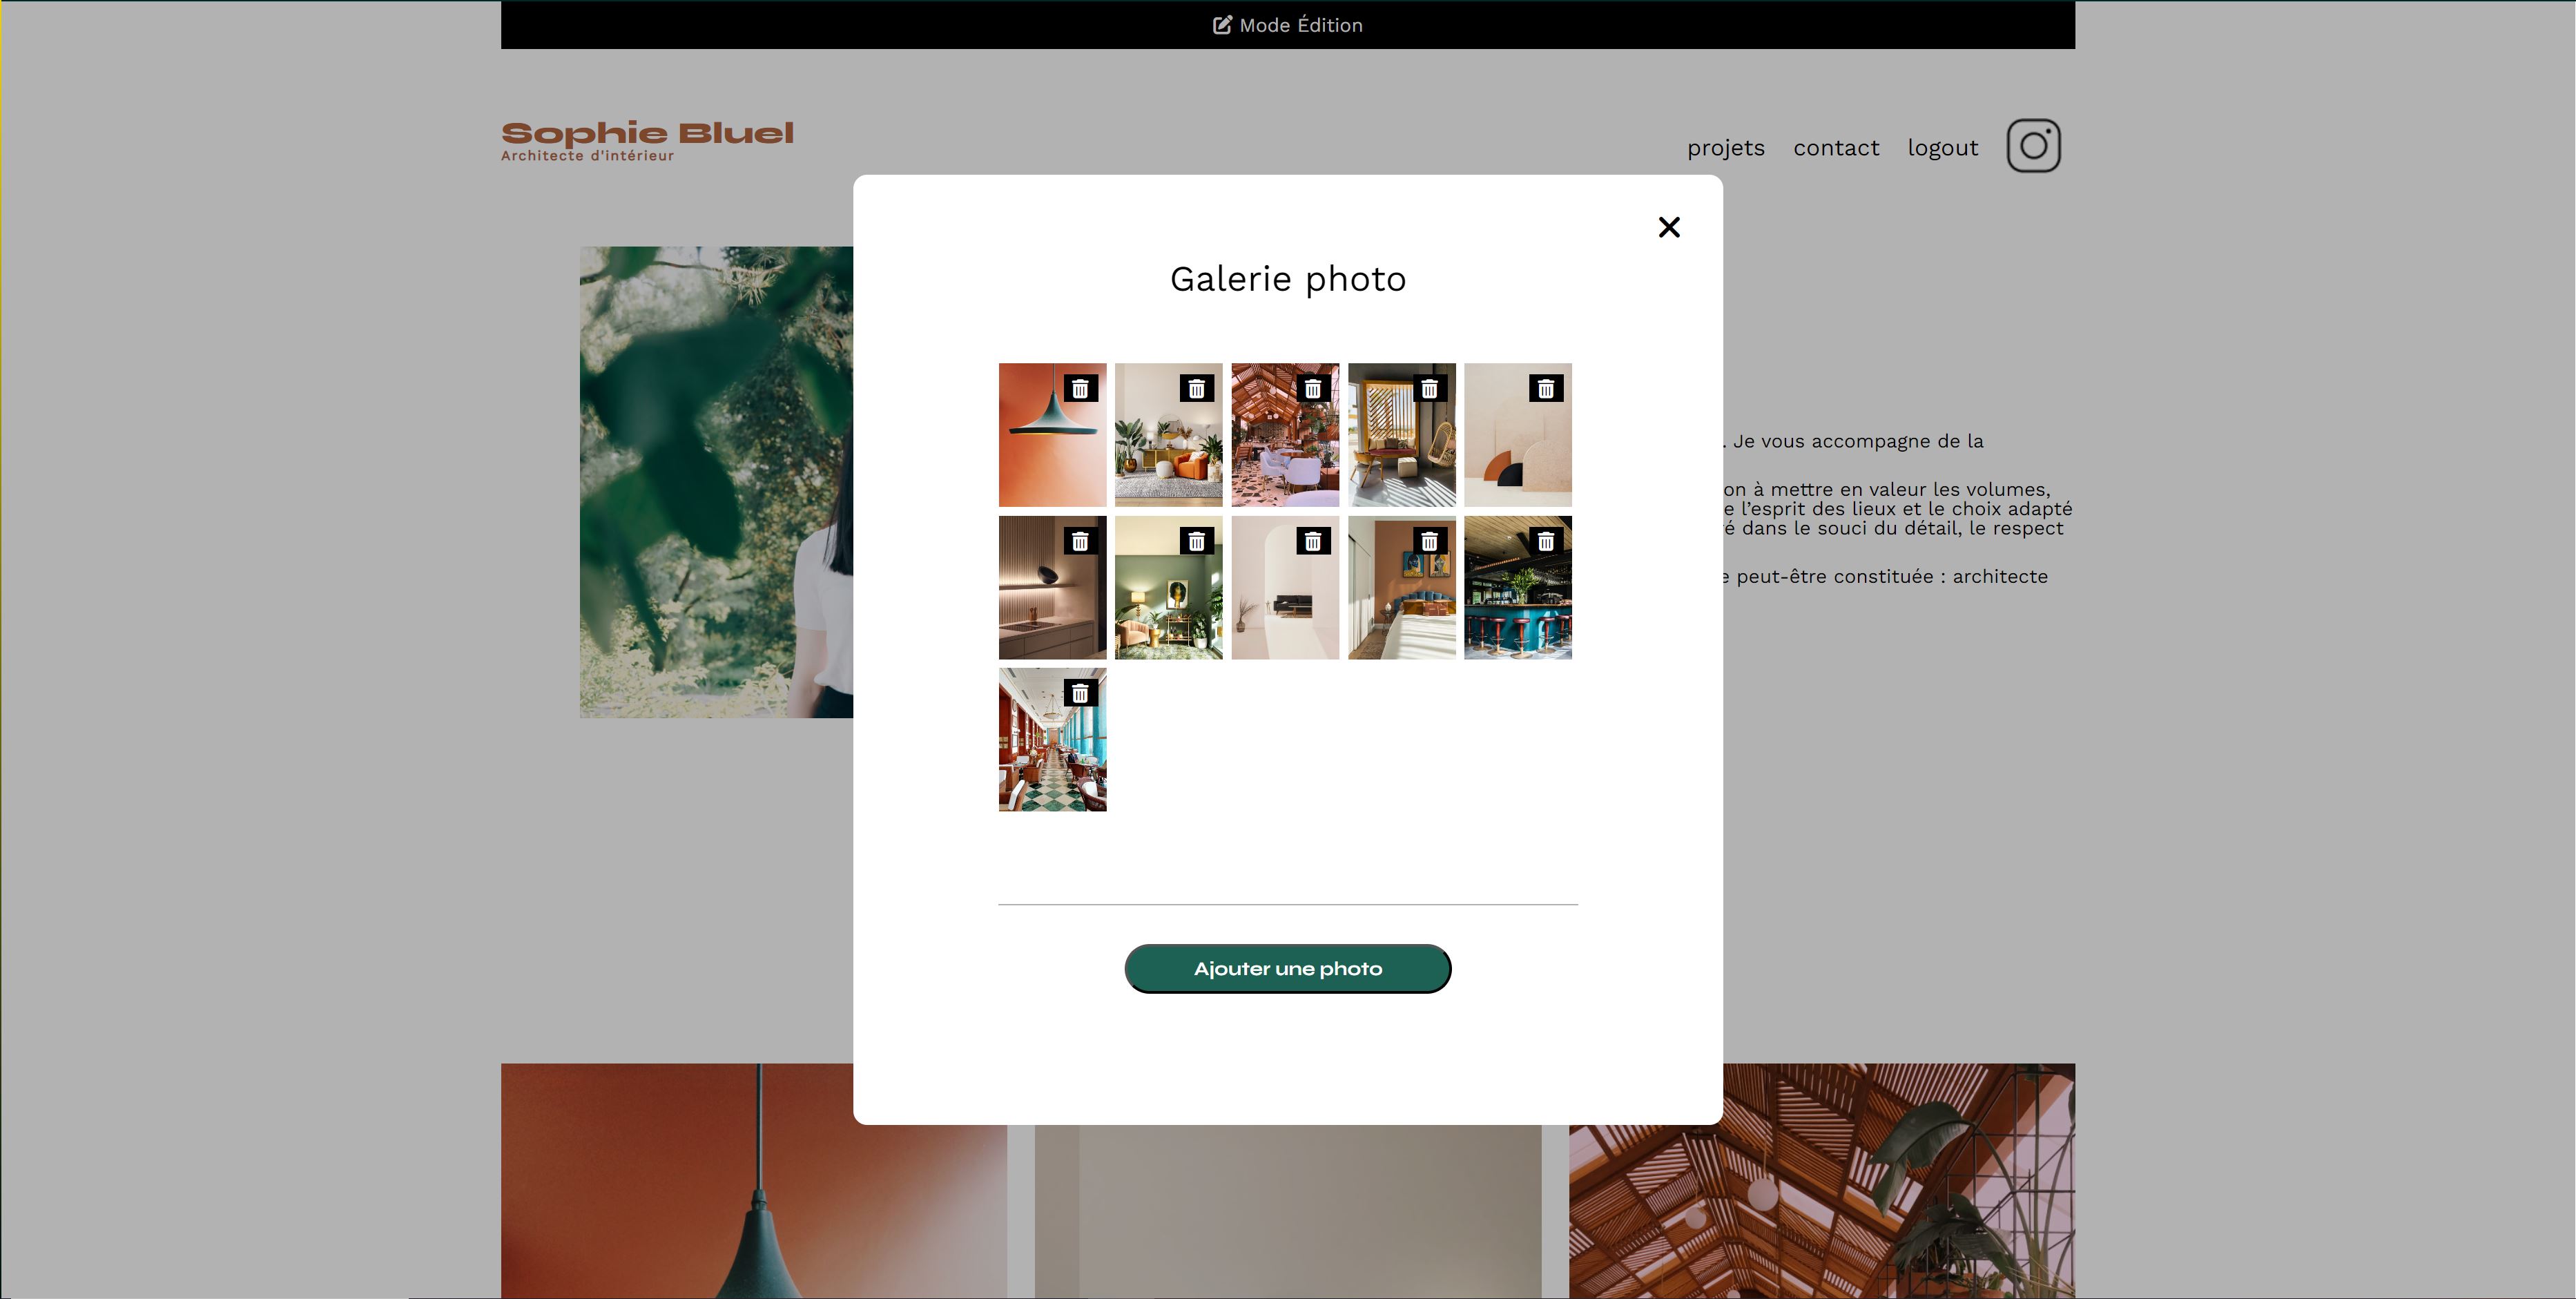 Mode Édition
Sophie Bluel
Architecte d'intérieur
projets contact logout
Galerie photo
. Je vous accompagne de la
on à mettre en valeur les volumes,
e l'esprit des lieux et le choix adapté
é dans le souci du détail, le respect
e peut-être constituée : architecte
Ajouter une photo